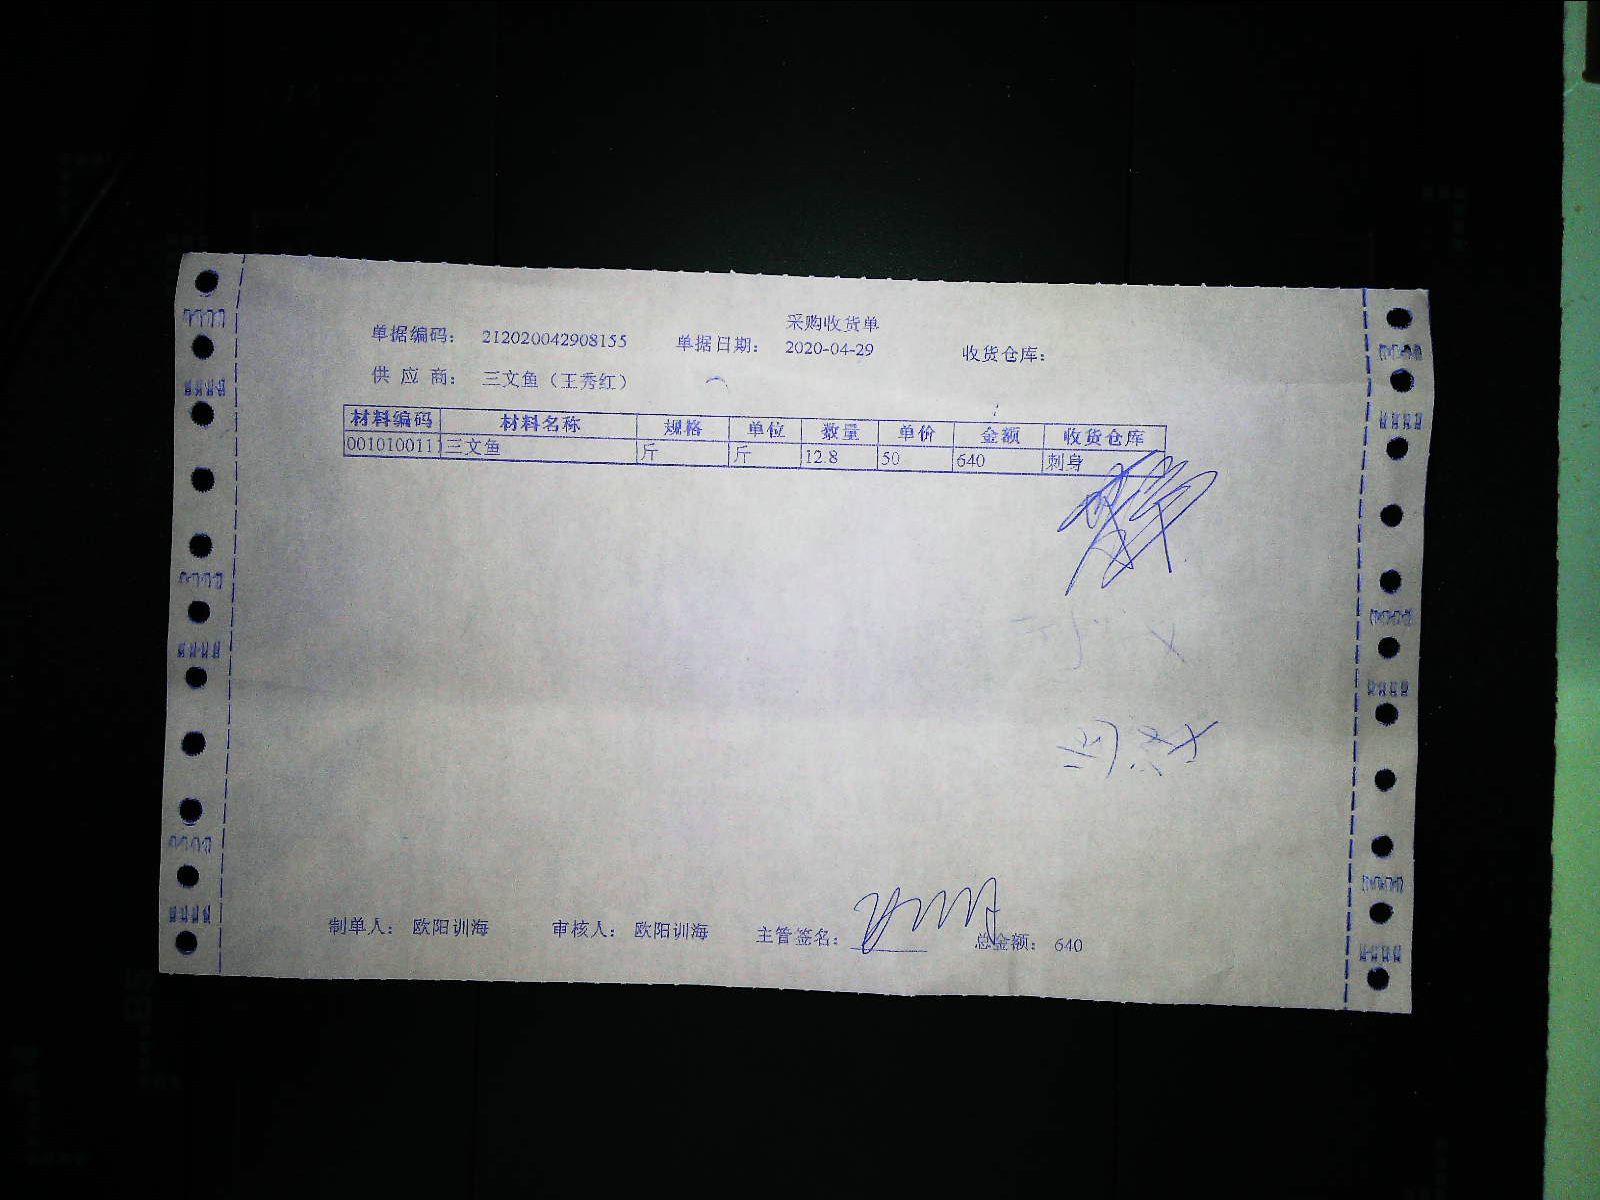 采购收货单
单据编码： 212020042908155 单据日期： 2020-04-29 收货仓库：
供 应 商： 三文鱼（王秀红）
材料编码 材料名称 规格 单位 数量 单价 金额 收货仓库
001010011 三文鱼 斤 斤 12.8 50 640 刺身
制单人： 欧阳训海 审核人： 欧阳训海 主管签名： 总金额： 640